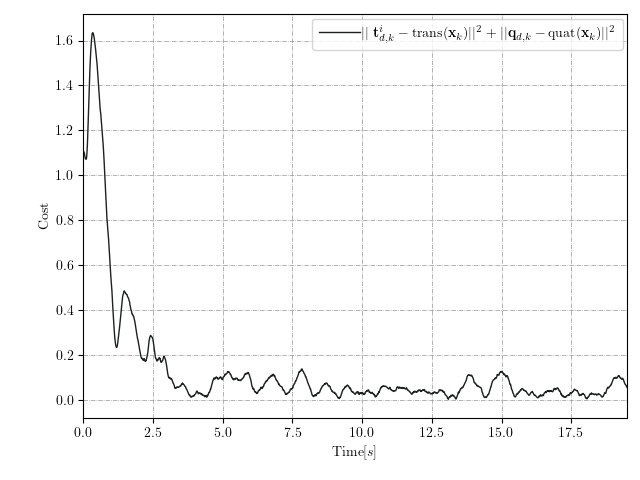 || t^i_{d,k} − trans(x_k)||² + ||q_{d,k} − quat(x_k)||²
1.6
1.4
1.2
1.0
0.8
0.6
0.4
0.2
0.0
Cost
0.0 2.5 5.0 7.5 10.0 12.5 15.0 17.5
Time[s]